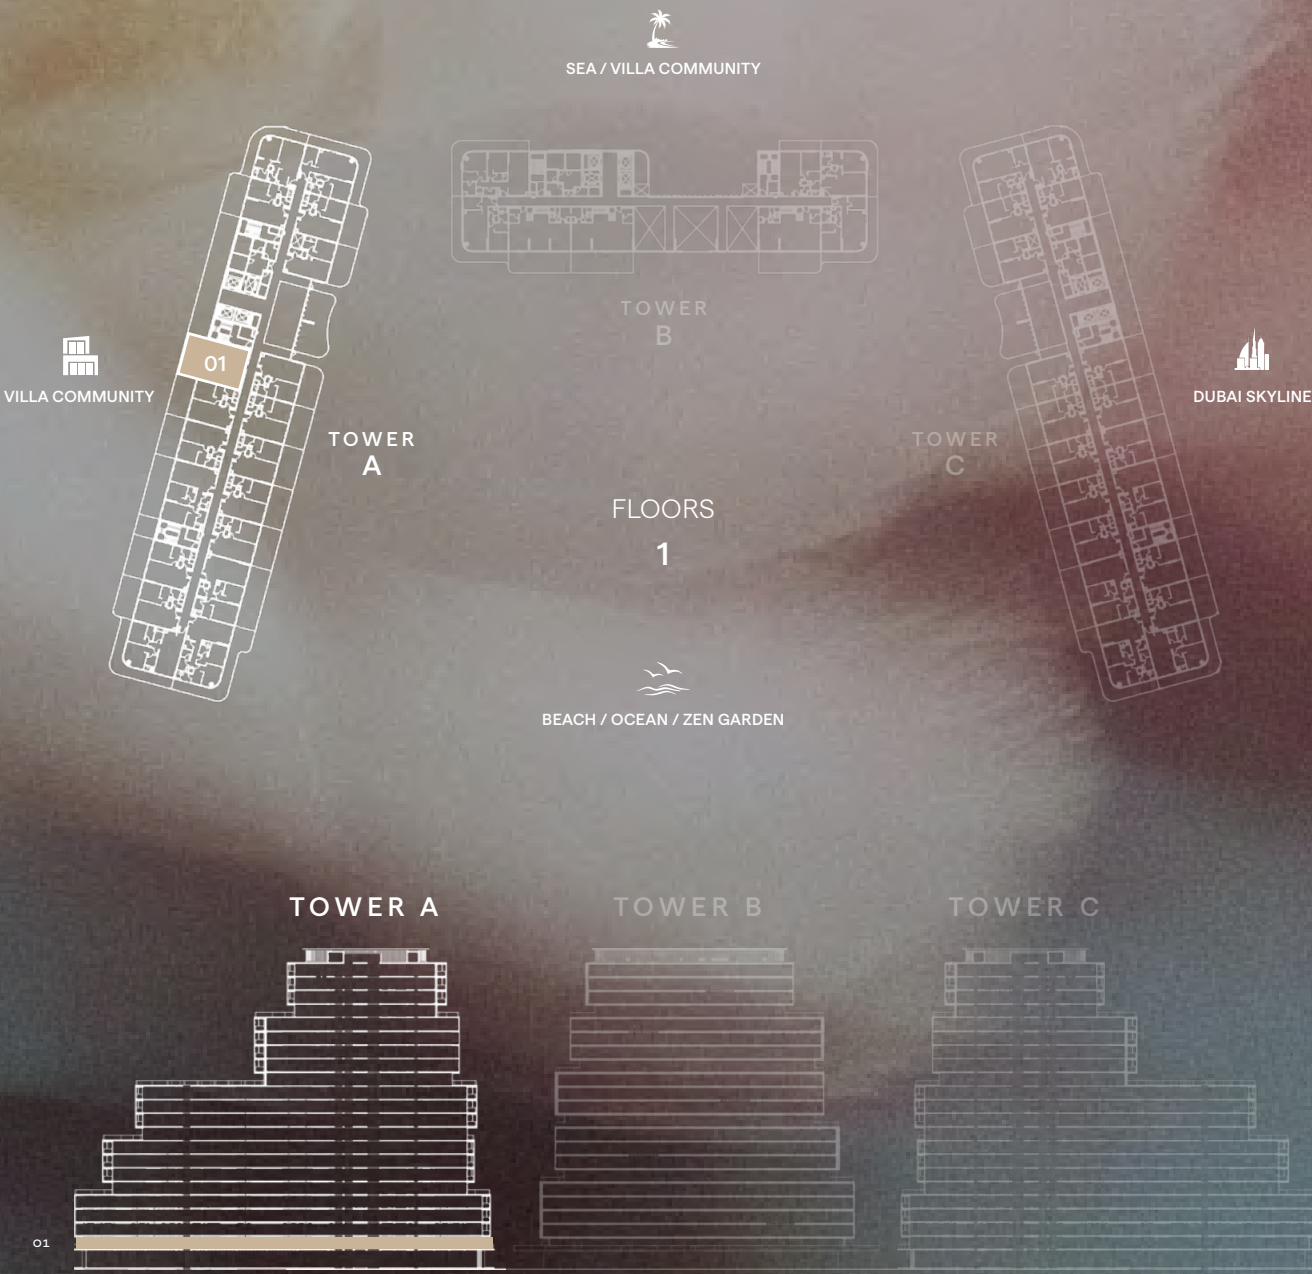 SEA / VILLA COMMUNITY
TOWER
B
01
VILLA COMMUNITY
DUBAI SKYLINE
TOWER
A
TOWER
C
FLOORS
1
BEACH / OCEAN / ZEN GARDEN
TOWER A
TOWER B
TOWER C
01